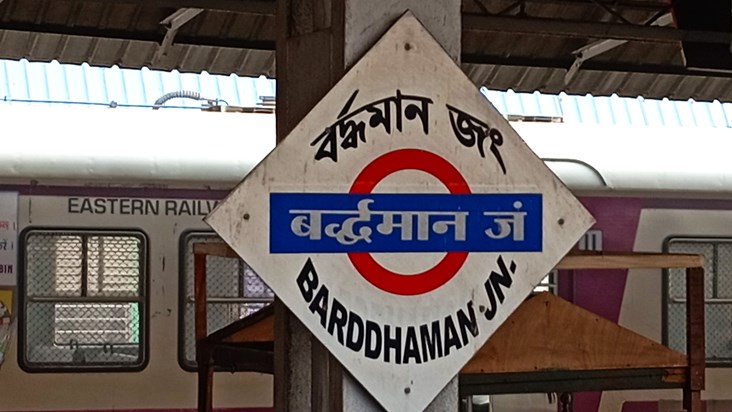 EASTERN RAILW
বর্দ্ধমান জং
बर्द्धमान जं
BARDDHAMAN JN.